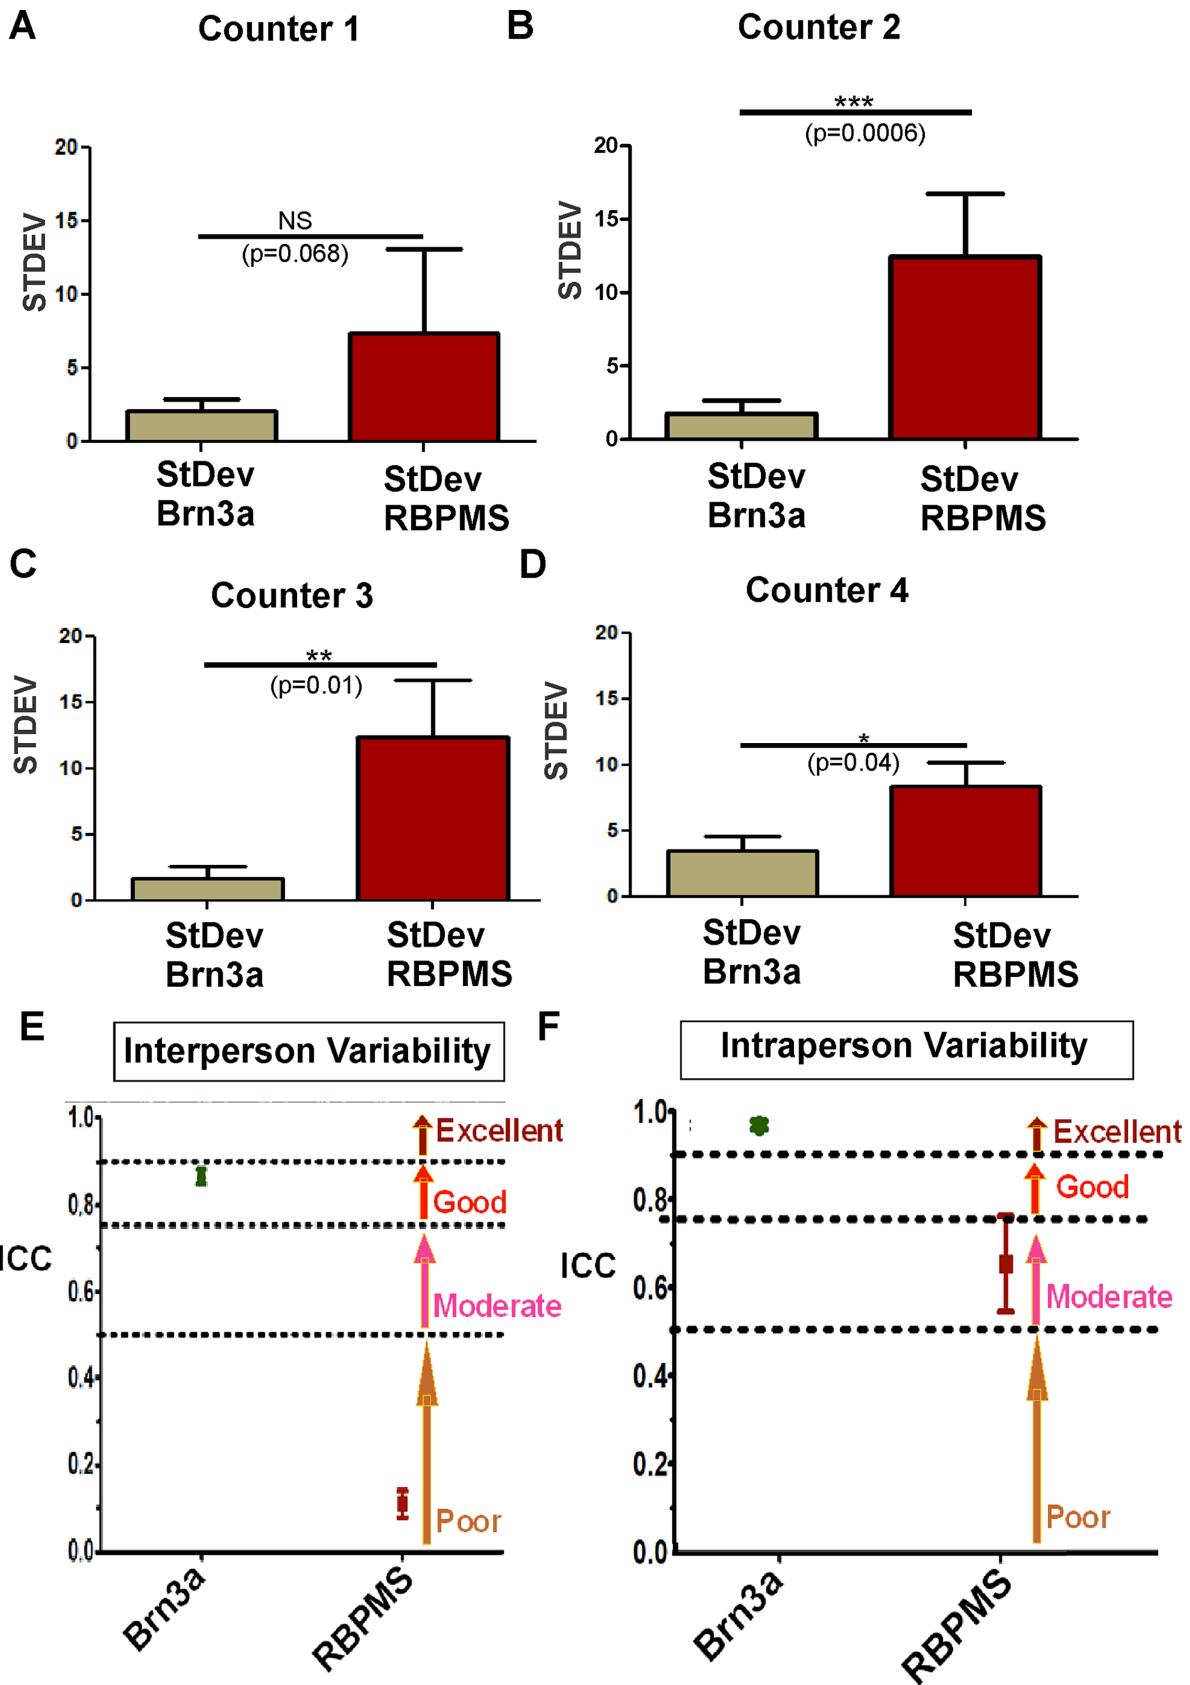 A
Counter 1
B
Counter 2
20
15
10
5
0
STDEV
NS
(p=0.068)
StDev
Brn3a
StDev
RBPMS
20
15
10
5
0
STDEV
***
(p=0.0006)
StDev
Brn3a
StDev
RBPMS
C
Counter 3
D
Counter 4
20
15
10
5
0
STDEV
**
(p=0.01)
StDev
Brn3a
StDev
RBPMS
20
15
10
5
0
STDEV
*
(p=0.04)
StDev
Brn3a
StDev
RBPMS
E
Interperson Variability
1.0
0.8
0.6
0.4
0.2
0.0
ICC
Excellent
Good
Moderate
Poor
Brn3a
RBPMS
F
Intraperson Variability
1.0
0.8
0.6
0.4
0.2
0.0
ICC
Excellent
Good
Moderate
Poor
Brn3a
RBPMS